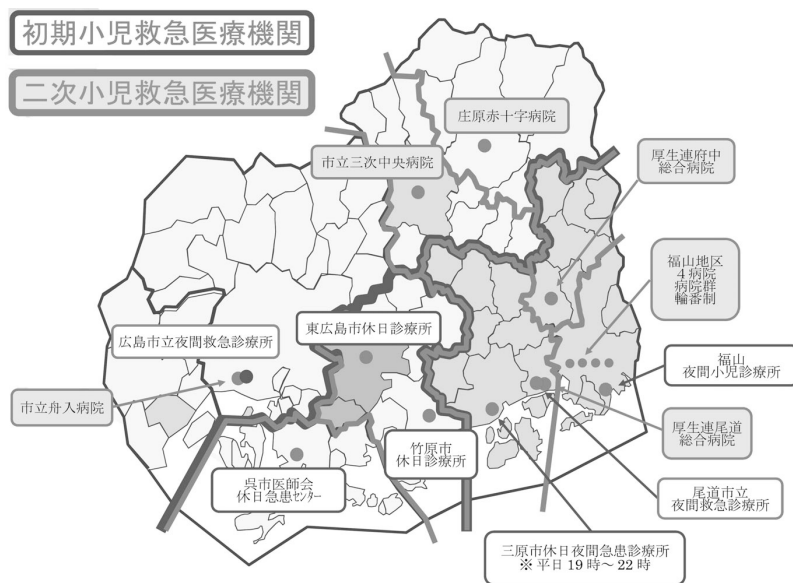 初期小児救急医療機関
二次小児救急医療機関
庄原赤十字病院
市立三次中央病院
厚生連府中
総合病院
福山地区
4病院
病院群
輪番制
東広島市休日診療所
広島市立夜間救急診療所
福山
夜間小児診療所
市立舟入病院
厚生連尾道
総合病院
竹原市
休日診療所
呉市医師会
休日急患ｾﾝﾀｰ
尾道市立
夜間救急診療所
三原市休日夜間急患診療所
※ 平日 19 時～ 22 時